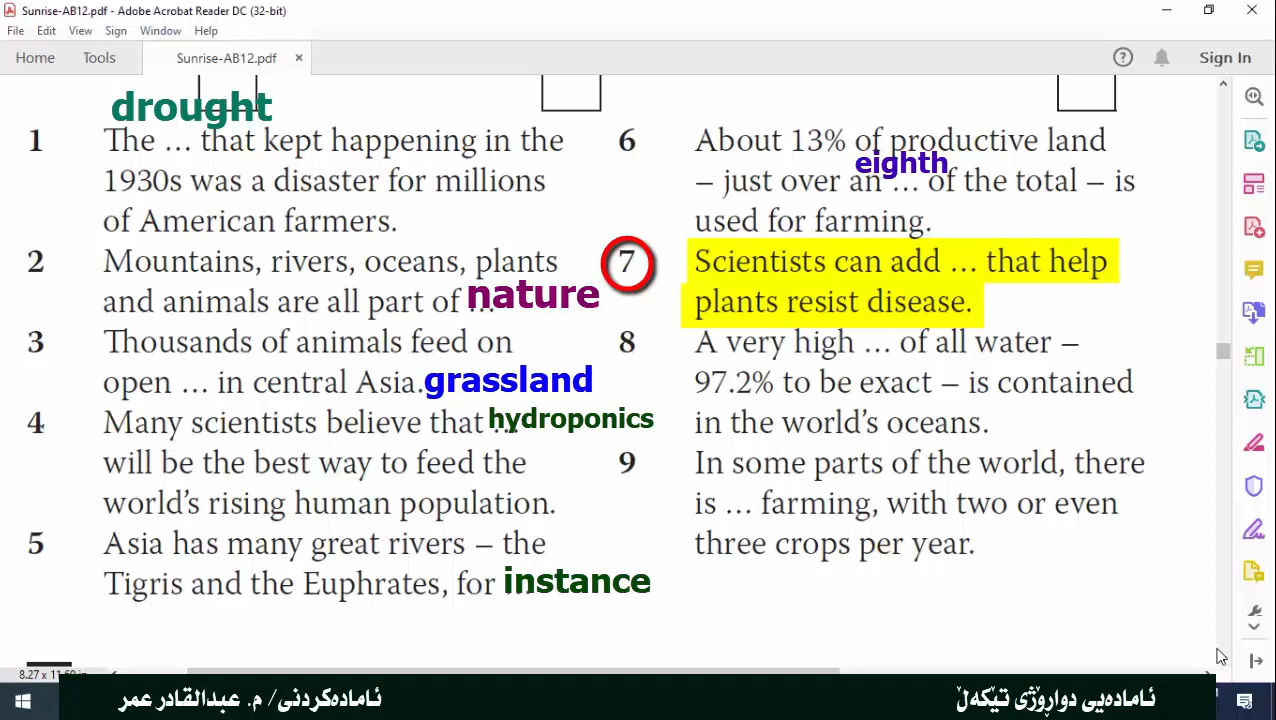 Sunrise-AB12.pdf - Adobe Acrobat Reader DC (32-bit)
File Edit View Sign Window Help
Home Tools Sunrise-AB12.pdf × Sign In
drought
1 The … that kept happening in the
1930s was a disaster for millions
of American farmers.
2 Mountains, rivers, oceans, plants
and animals are all part of … nature
3 Thousands of animals feed on
open … in central Asia. grassland
4 Many scientists believe that … hydroponics
will be the best way to feed the
world's rising human population.
5 Asia has many great rivers – the
Tigris and the Euphrates, for … instance
6 About 13% of productive land
eighth
– just over an … of the total – is
used for farming.
7 Scientists can add … that help
plants resist disease.
8 A very high … of all water –
97.2% to be exact – is contained
in the world's oceans.
9 In some parts of the world, there
is … farming, with two or even
three crops per year.
8.27 x 11.69 in
ئامادەیی دواڕۆژی تێکەڵ
ئامادەکردنی/ م. عبدالقادر عمر